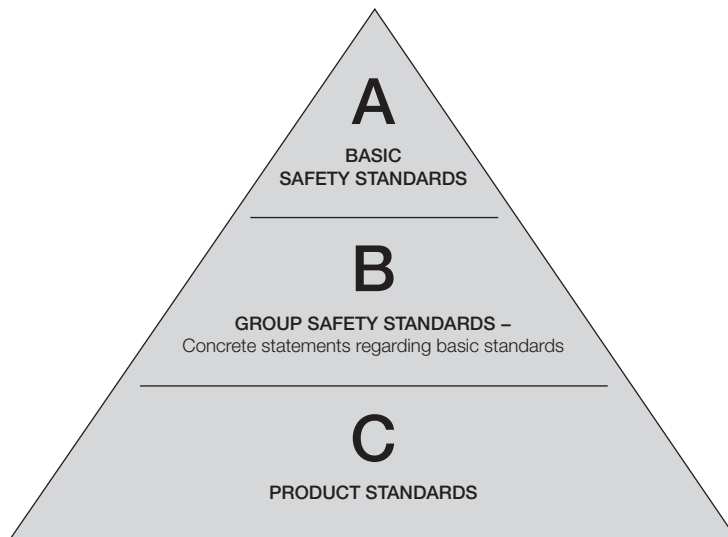 A
BASIC
SAFETY STANDARDS
B
GROUP SAFETY STANDARDS –
Concrete statements regarding basic standards
C
PRODUCT STANDARDS